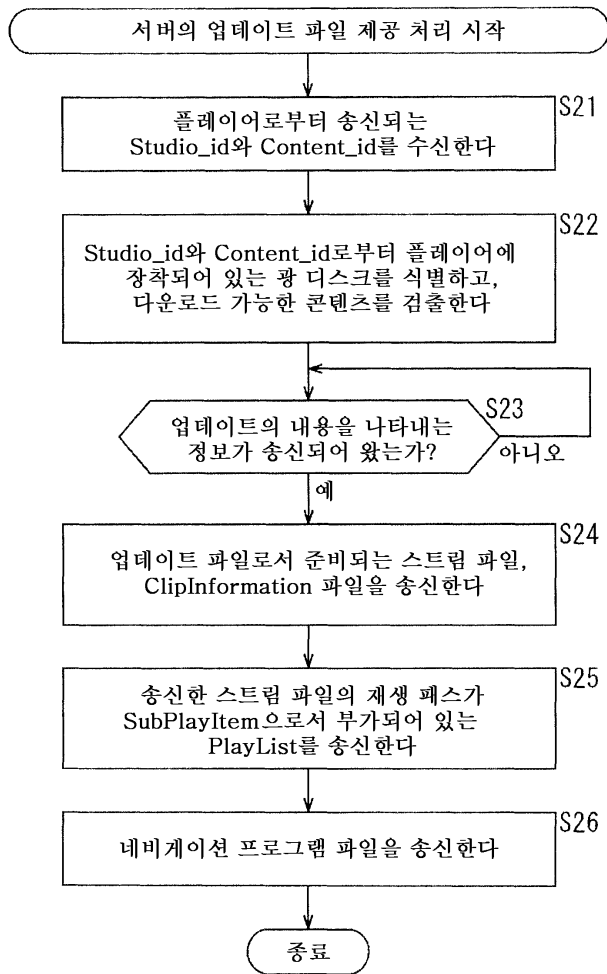 서버의 업데이트 파일 제공 처리 시작
S21
플레이어로부터 송신되는
Studio_id와 Content_id를 수신한다
S22
Studio_id와 Content_id로부터 플레이어에
장착되어 있는 광 디스크를 식별하고,
다운로드 가능한 콘텐츠를 검출한다
S23
업데이트의 내용을 나타내는
정보가 송신되어 왔는가?
아니오
예
S24
업데이트 파일로서 준비되는 스트림 파일,
ClipInformation 파일을 송신한다
S25
송신한 스트림 파일의 재생 패스가
SubPlayItem으로서 부가되어 있는
PlayList를 송신한다
S26
네비게이션 프로그램 파일을 송신한다
종료